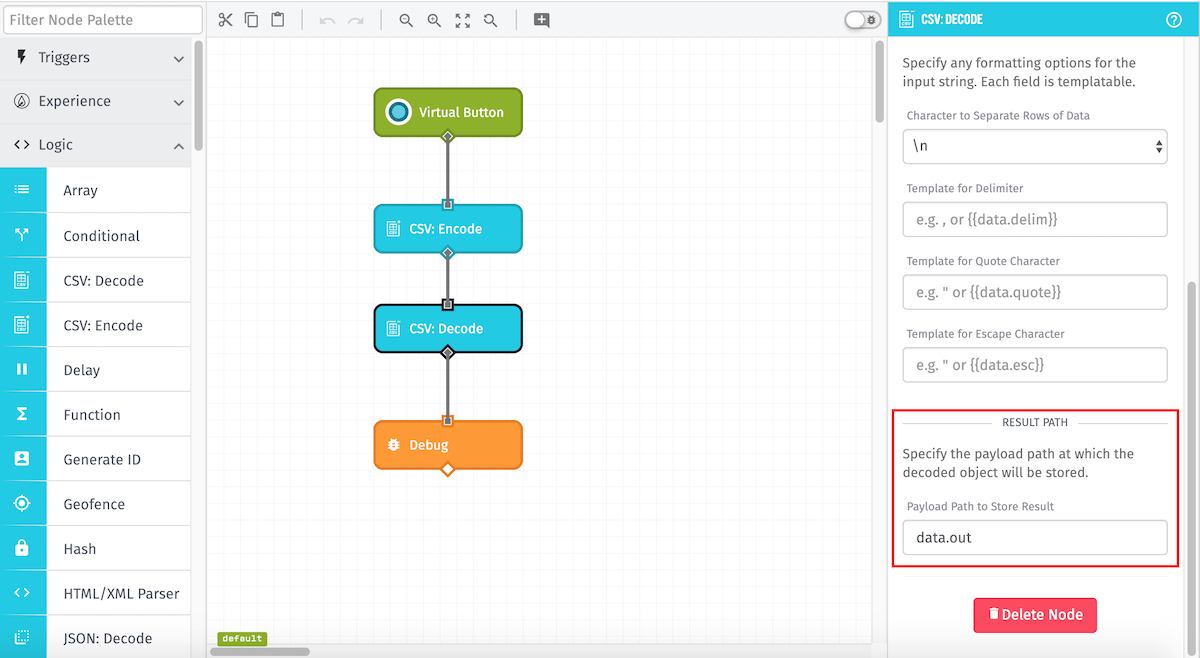 Filter Node Palette
Triggers
Experience
Logic
Array
Conditional
CSV: Decode
CSV: Encode
Delay
Function
Generate ID
Geofence
Hash
HTML/XML Parser
JSON: Decode
Virtual Button
CSV: Encode
CSV: Decode
Debug
default
CSV: DECODE
Specify any formatting options for the
input string. Each field is templatable.
Character to Separate Rows of Data
\n
Template for Delimiter
e.g. , or {{data.delim}}
Template for Quote Character
e.g. " or {{data.quote}}
Template for Escape Character
e.g. " or {{data.esc}}
RESULT PATH
Specify the payload path at which the
decoded object will be stored.
Payload Path to Store Result
data.out
Delete Node